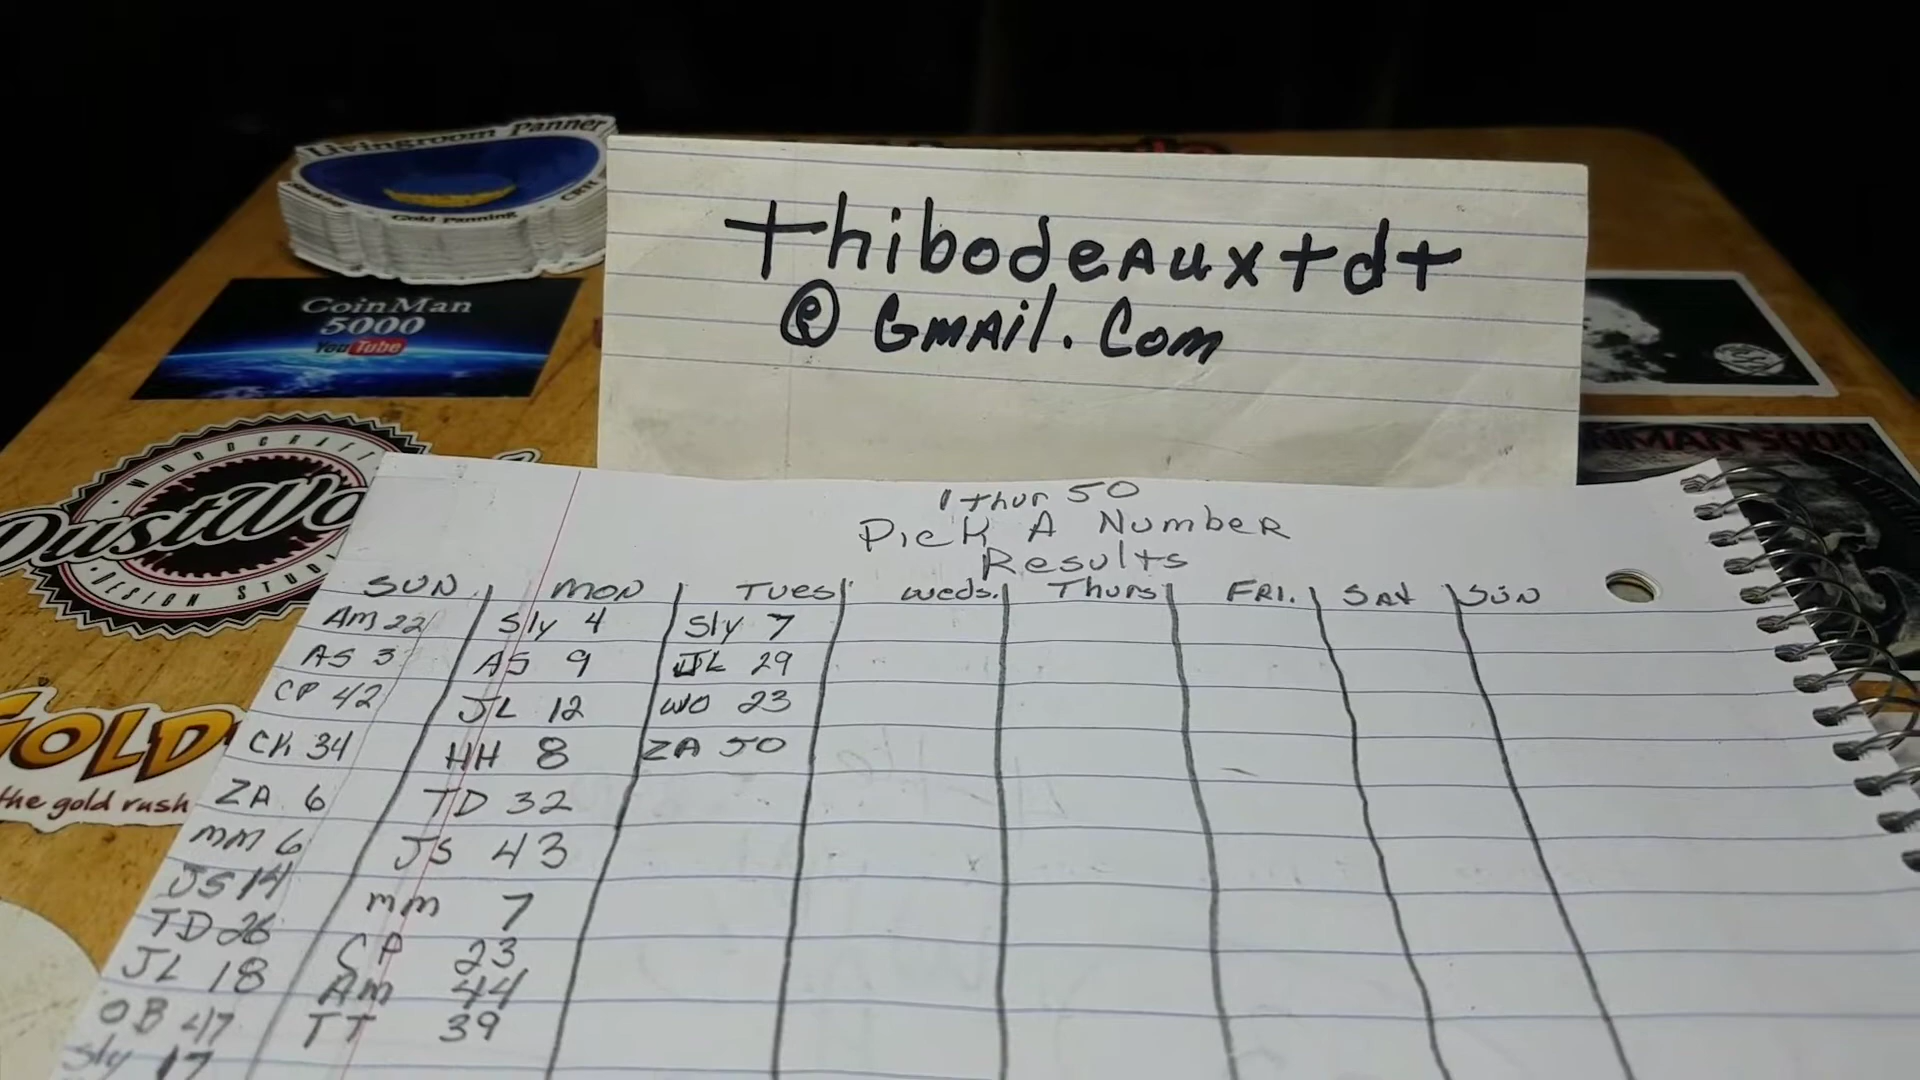 Livingroom Panner
Gold Panning
thibodeAuxtdt
@ GmAil.Com
CoinMan
5000
YouTube
WOODCRAFT
DustWo
DESIGN STUD
NMAN 5000
GOLD
the gold rush
1 thur 50
Pick A Number
Results
SUN MON TUES Weds. Thurs FRI. SAt SUN
Am 22 Sly 4 Sly 7
AS 3 AS 9 JL 29
CP 42 JL 12 WO 23
CK 34 HH 8 ZA 50
ZA 6 TD 32
mm 6 JS 43
JS 14 mm 7
TD 26 CP 23
JL 18 Am 44
OB 47 TT 39
Sly 17